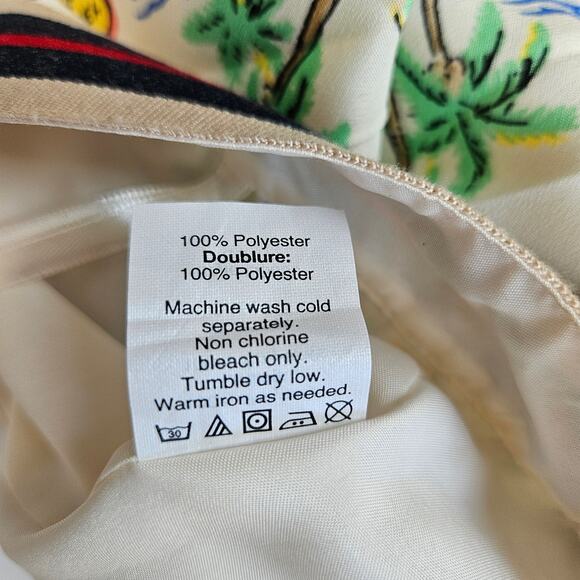 100% Polyester
Doublure:
100% Polyester
Machine wash cold
separately.
Non chlorine
bleach only.
Tumble dry low.
Warm iron as needed.
30